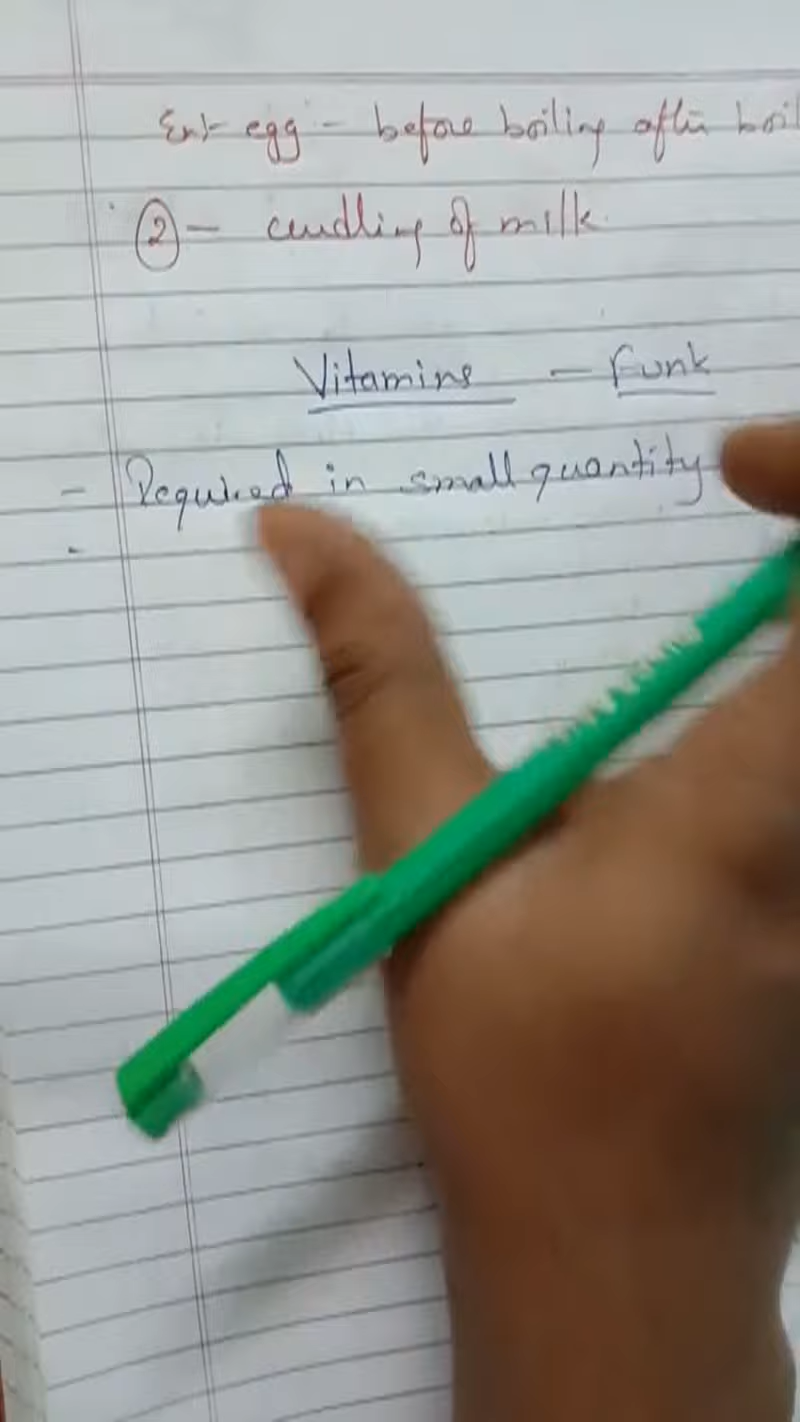 Ex:- egg - before boiling after boil
② - curdling of milk.
Vitamins - Funk
- Required in small quantity
-